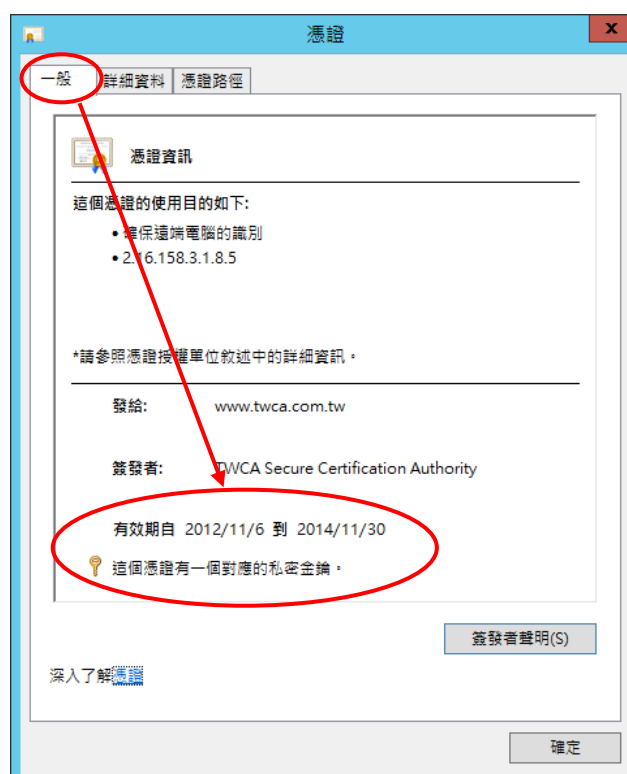 憑證
x
一般
詳細資料
憑證路徑
憑證資訊
這個憑證的使用目的如下:
• 確保遠端電腦的識別
• 2.16.158.3.1.8.5
*請參照憑證授權單位敘述中的詳細資訊。
發給: www.twca.com.tw
簽發者: TWCA Secure Certification Authority
有效期自 2012/11/6 到 2014/11/30
這個憑證有一個對應的私密金鑰。
簽發者聲明(S)
深入了解憑證
確定